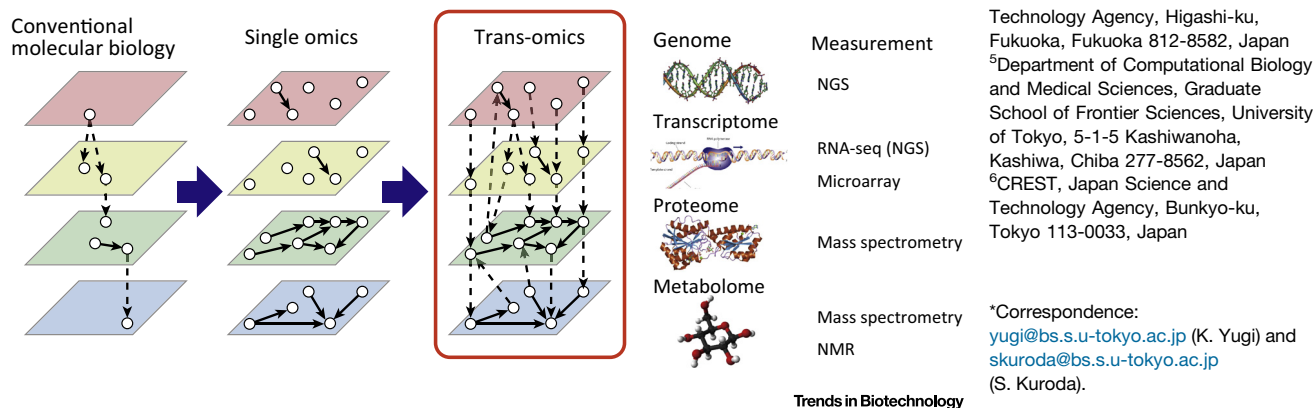 Conventional
molecular biology
Single omics
Trans-omics
Genome
Measurement
NGS
Transcriptome
RNA-seq (NGS)
Microarray
Proteome
Mass spectrometry
Metabolome
Mass spectrometry
NMR
Trends in Biotechnology
Technology Agency, Higashi-ku,
Fukuoka, Fukuoka 812-8582, Japan
5Department of Computational Biology
and Medical Sciences, Graduate
School of Frontier Sciences, University
of Tokyo, 5-1-5 Kashiwanoha,
Kashiwa, Chiba 277-8562, Japan
6CREST, Japan Science and
Technology Agency, Bunkyo-ku,
Tokyo 113-0033, Japan
*Correspondence:
yugi@bs.s.u-tokyo.ac.jp (K. Yugi) and
skuroda@bs.s.u-tokyo.ac.jp
(S. Kuroda).